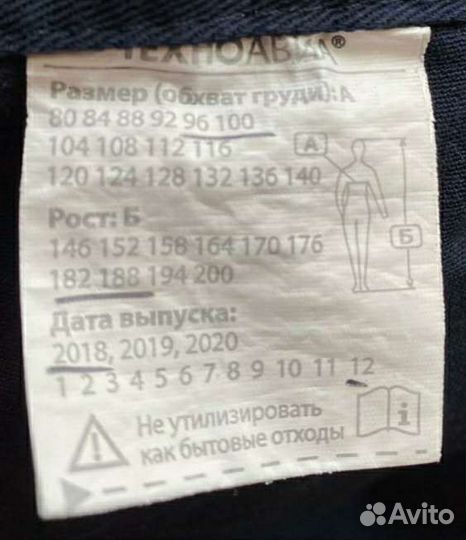 ТЕХНОАВИА®
Размер (обхват груди):А
80 84 88 92 96 100
104 108 112 116
120 124 128 132 136 140
А
Рост: Б
146 152 158 164 170 176
182 188 194 200
Б
Дата выпуска:
2018, 2019, 2020
1 2 3 4 5 6 7 8 9 10 11 12
Не утилизировать
как бытовые отходы
i
Avito